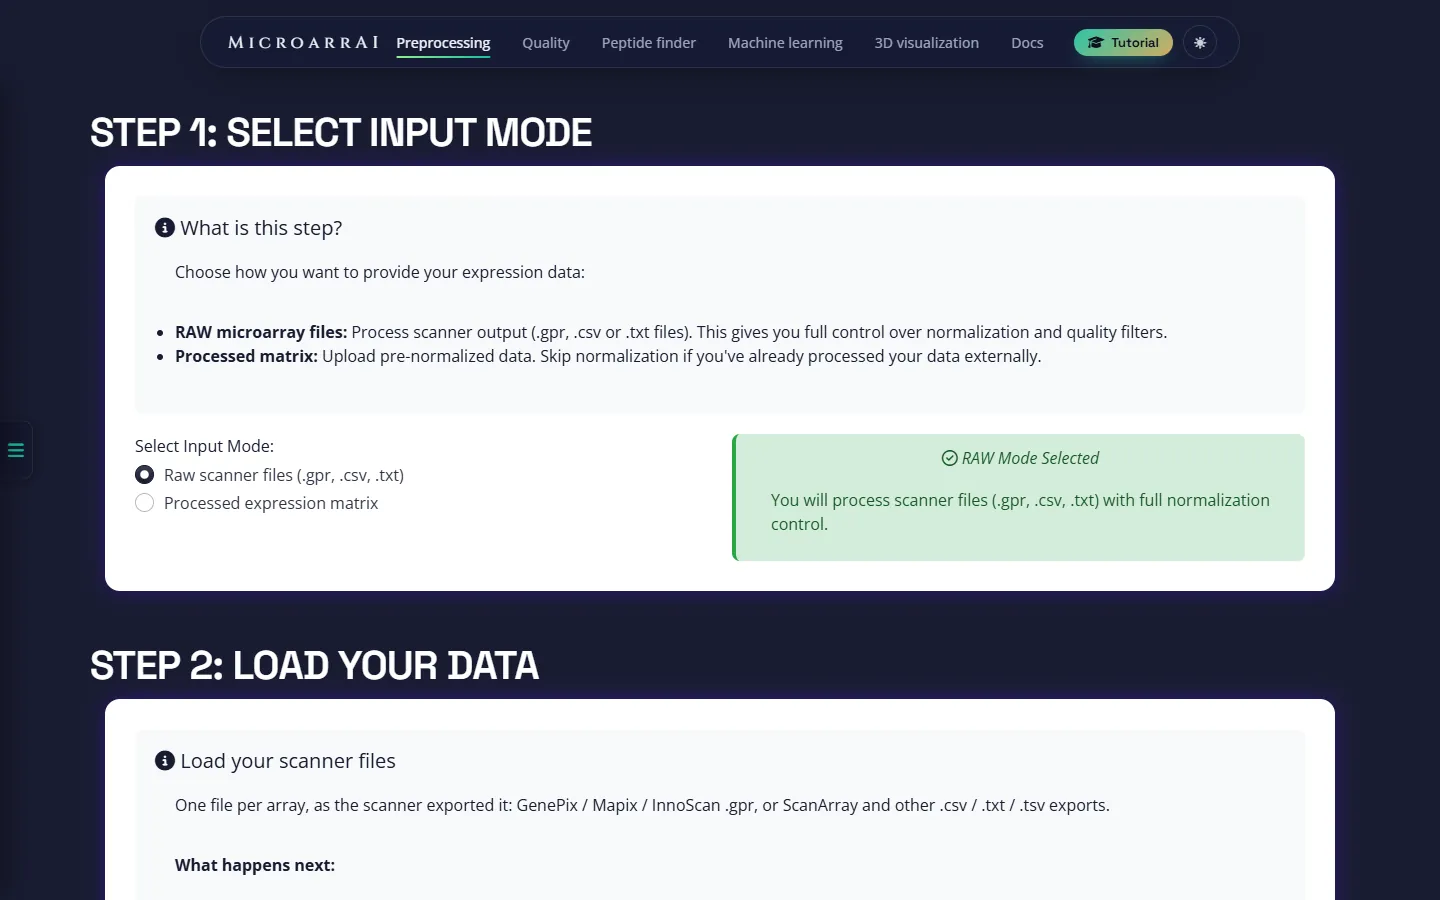 MICROARRAI Preprocessing Quality Peptide finder Machine learning 3D visualization Docs Tutorial
STEP 1: SELECT INPUT MODE
What is this step?
Choose how you want to provide your expression data:
RAW microarray files: Process scanner output (.gpr, .csv or .txt files). This gives you full control over normalization and quality filters.
Processed matrix: Upload pre-normalized data. Skip normalization if you've already processed your data externally.
Select Input Mode:
Raw scanner files (.gpr, .csv, .txt)
Processed expression matrix
RAW Mode Selected
You will process scanner files (.gpr, .csv, .txt) with full normalization
control.
STEP 2: LOAD YOUR DATA
Load your scanner files
One file per array, as the scanner exported it: GenePix / Mapix / InnoScan .gpr, or ScanArray and other .csv / .txt / .tsv exports.
What happens next: